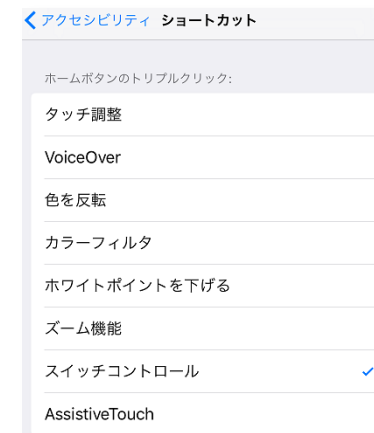 アクセシビリティ ショートカット
ホームボタンのトリプルクリック:
タッチ調整
VoiceOver
色を反転
カラーフィルタ
ホワイトポイントを下げる
ズーム機能
スイッチコントロール
AssistiveTouch